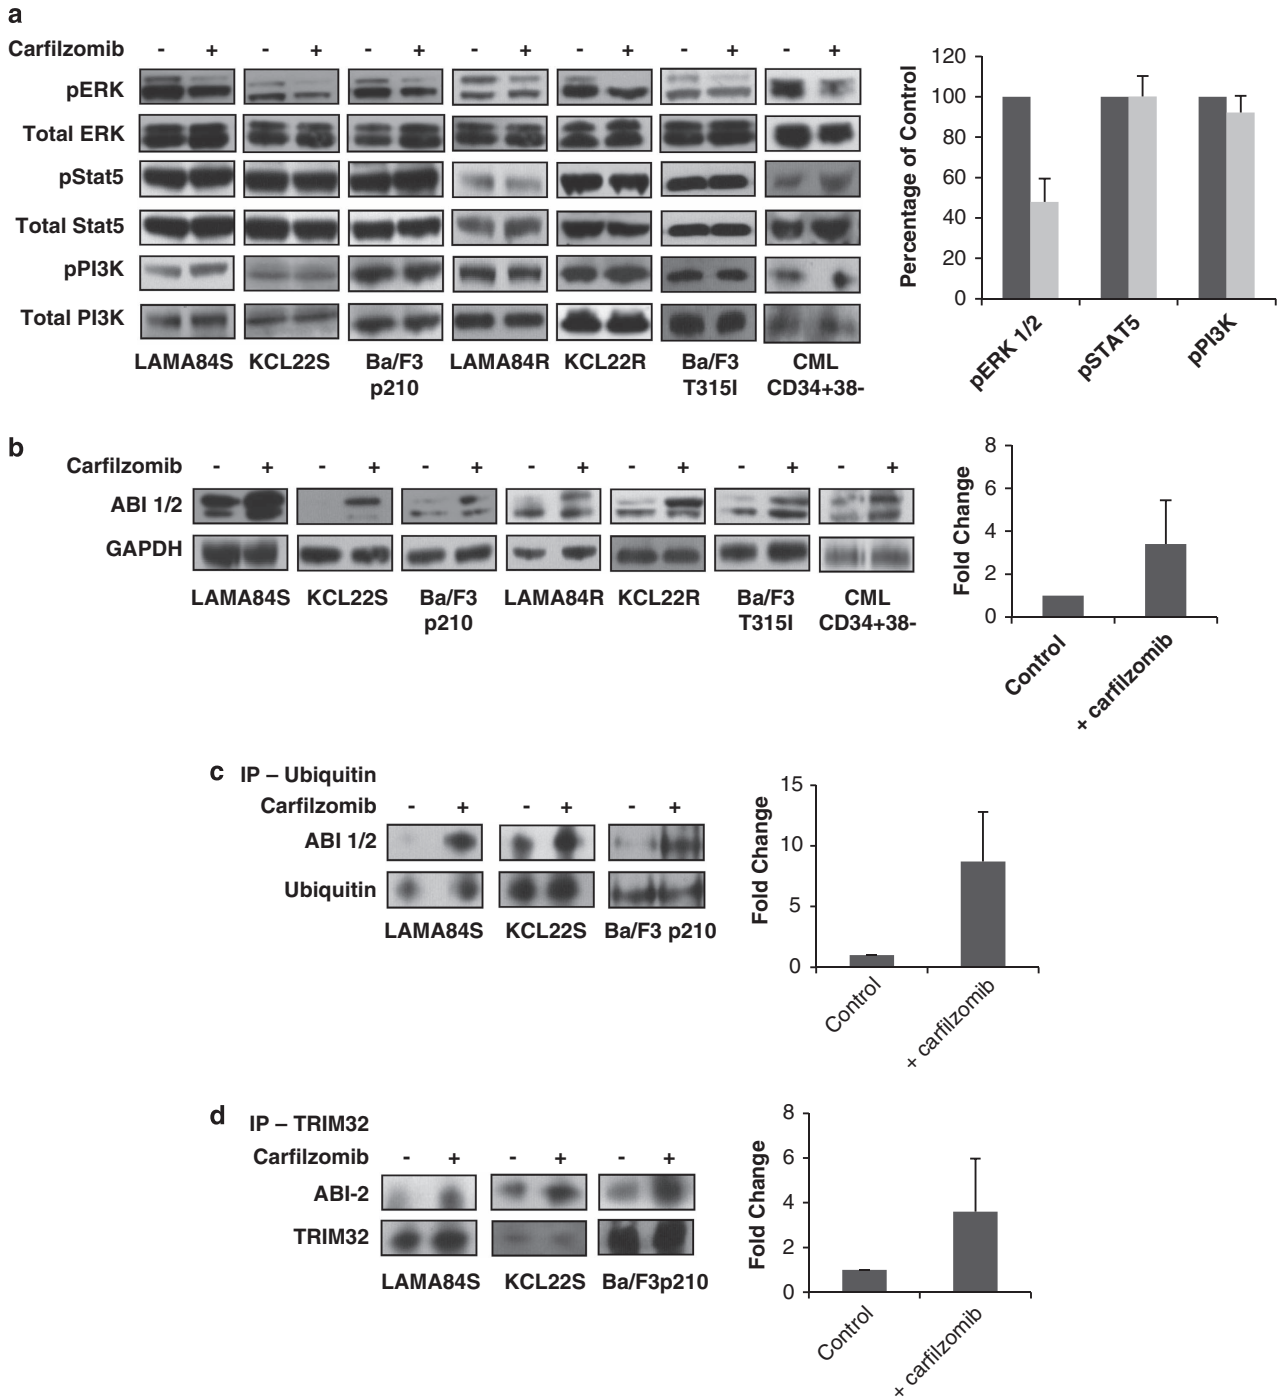 a
Carfilzomib - + - + - + - + - + - + - +
pERK
Total ERK
pStat5
Total Stat5
pPI3K
Total PI3K
LAMA84S KCL22S Ba/F3 p210 LAMA84R KCL22R Ba/F3 T315I CML CD34+38-
Percentage of Control
120
100
80
60
40
20
0
pERK 1/2 pSTAT5 pPI3K
b
Carfilzomib - + - + - + - + - + - + - +
ABI 1/2
GAPDH
LAMA84S KCL22S Ba/F3 p210 LAMA84R KCL22R Ba/F3 T315I CML CD34+38-
Fold Change
8
6
4
2
0
Control + carfilzomib
c IP – Ubiquitin
Carfilzomib - + - + - +
ABI 1/2
Ubiquitin
LAMA84S KCL22S Ba/F3 p210
Fold Change
15
10
5
0
Control + carfilzomib
d IP – TRIM32
Carfilzomib - + - + - +
ABI-2
TRIM32
LAMA84S KCL22S Ba/F3p210
Fold Change
8
6
4
2
0
Control + carfilzomib